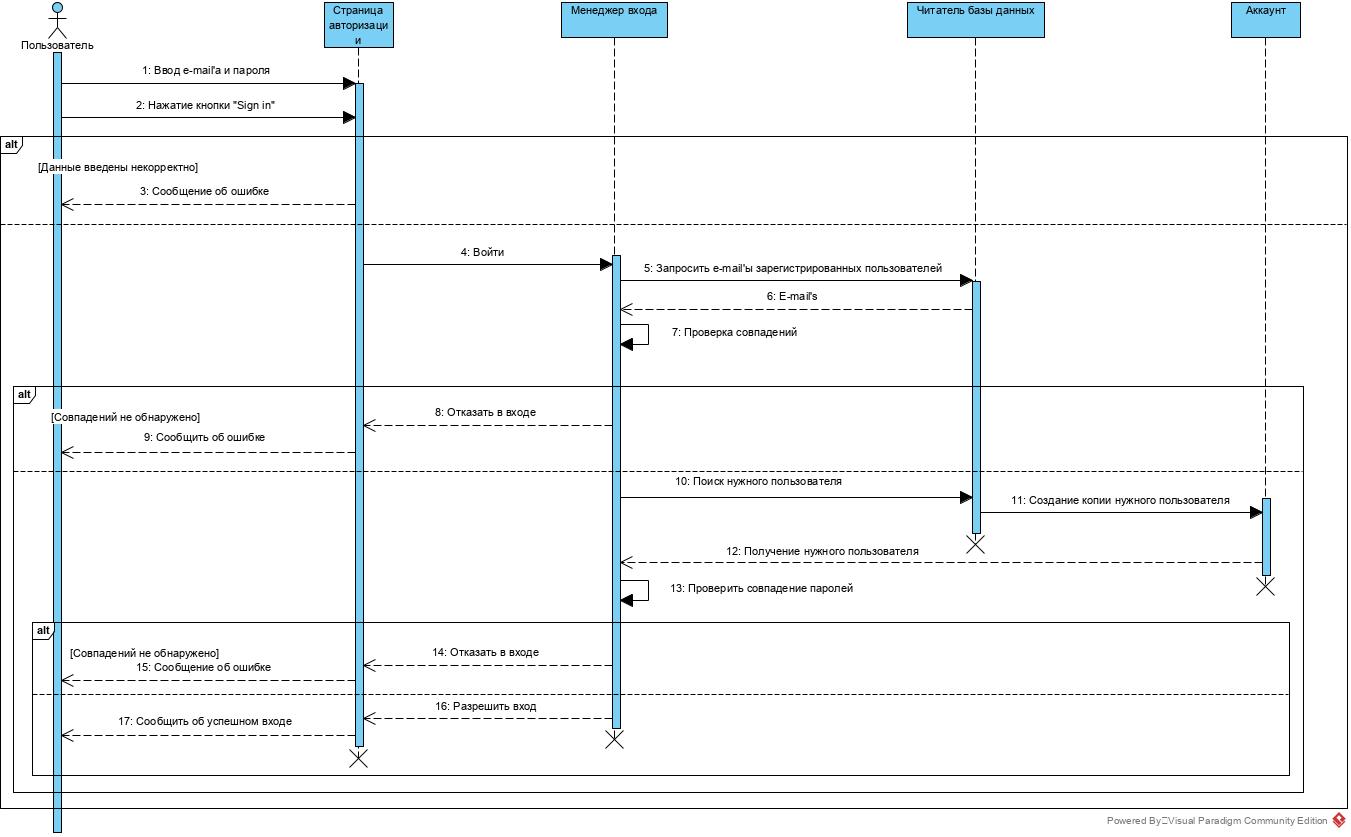 Пользователь
Страница
авторизаци
и
Менеджер входа
Читатель базы данных
Аккаунт
1: Ввод e-mail'а и пароля
2: Нажатие кнопки "Sign in"
alt
[Данные введены некорректно]
3: Сообщение об ошибке
4: Войти
5: Запросить e-mail'ы зарегистрированных пользователей
6: E-mail's
7: Проверка совпадений
alt
[Совпадений не обнаружено]
8: Отказать в входе
9: Сообщить об ошибке
10: Поиск нужного пользователя
11: Создание копии нужного пользователя
12: Получение нужного пользователя
13: Проверить совпадение паролей
alt
[Совпадений не обнаружено]
14: Отказать в входе
15: Сообщение об ошибке
16: Разрешить вход
17: Сообщить об успешном входе
Powered By Visual Paradigm Community Edition